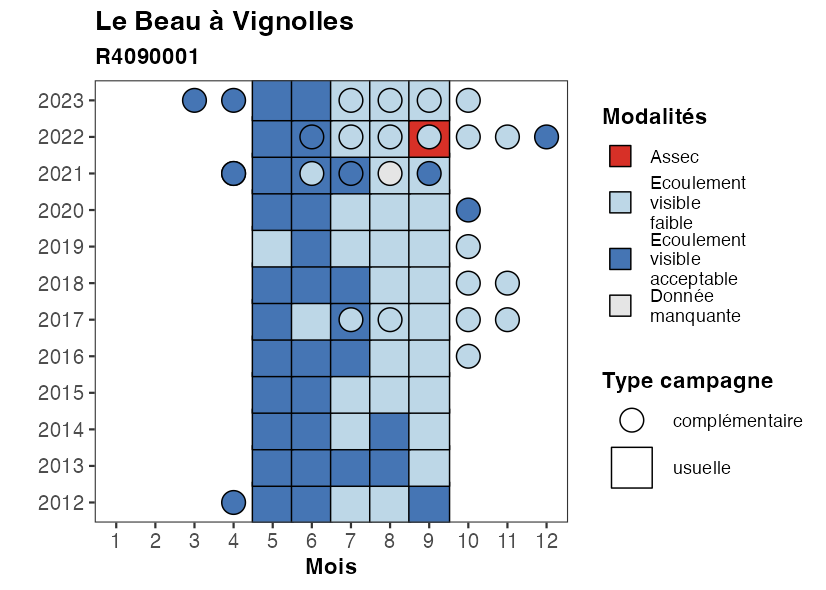 Le Beau à Vignolles
R4090001
2023
2022
2021
2020
2019
2018
2017
2016
2015
2014
2013
2012
1 2 3 4 5 6 7 8 9 10 11 12
Mois
Modalités
Assec
Ecoulement
visible
faible
Ecoulement
visible
acceptable
Donnée
manquante
Type campagne
complémentaire
usuelle